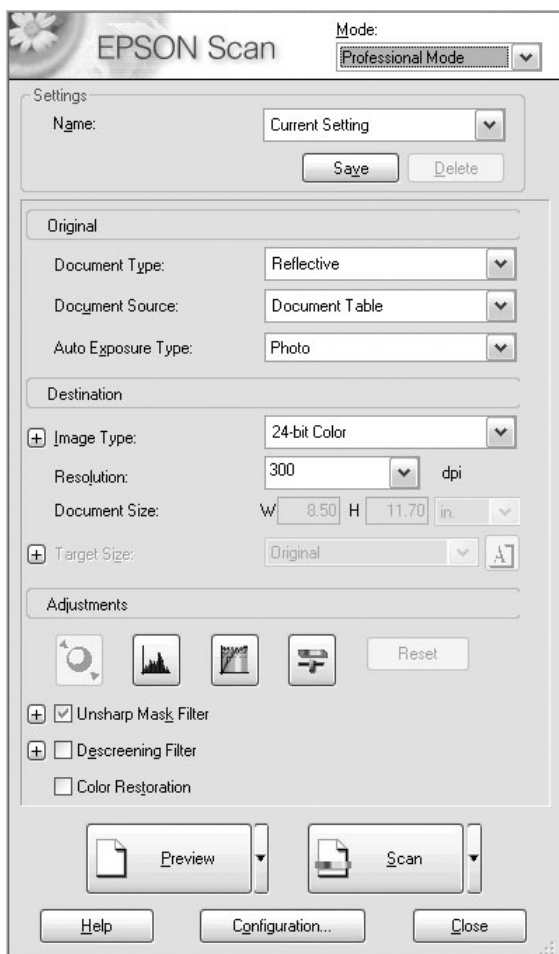 EPSON Scan
Mode:
Professional Mode
Settings
Name:
Current Setting
Save
Delete
Original
Document Type:
Reflective
Document Source:
Document Table
Auto Exposure Type:
Photo
Destination
Image Type:
24-bit Color
Resolution:
300
dpi
Document Size:
W
8.50
H
11.70
in.
Target Size:
Original
A
Adjustments
Reset
Unsharp Mask Filter
Descreening Filter
Color Restoration
Preview
Scan
Help
Configuration...
Close